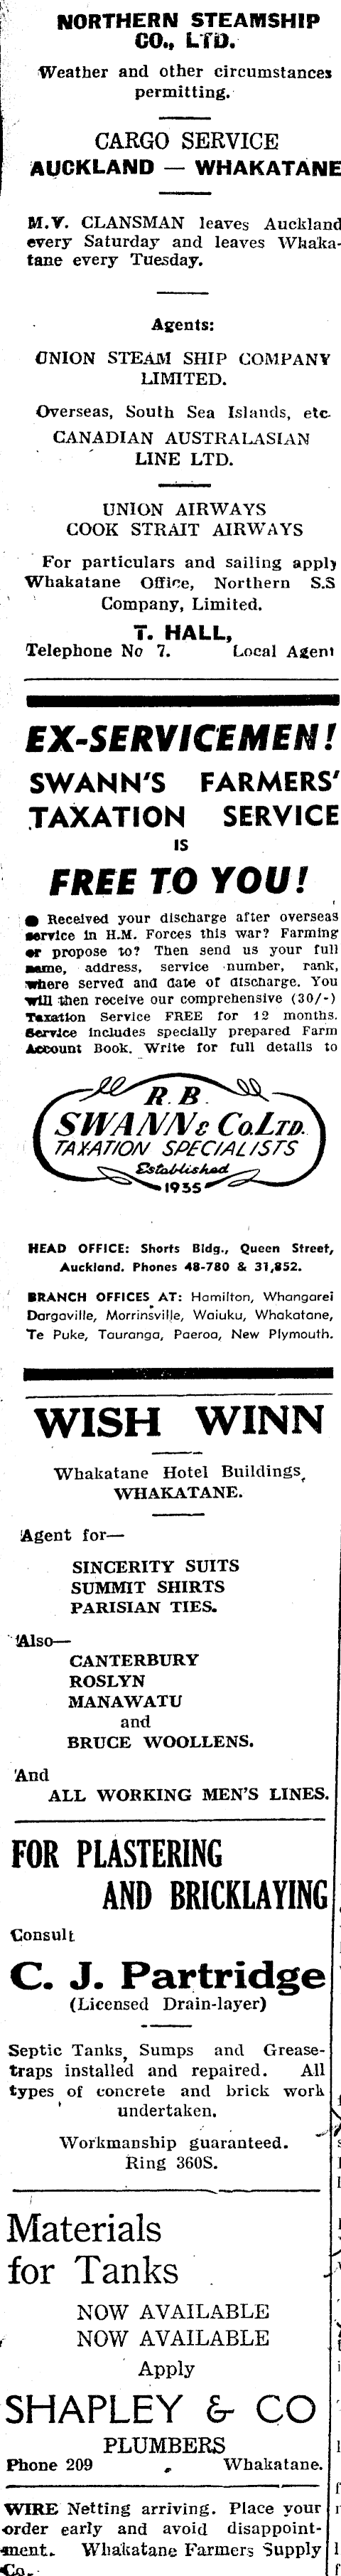 NORTHERN STEAMSHIP
CO., LTD.
Weather and other circumstances
permitting.
CARGO SERVICE
AUCKLAND — WHAKATANE
M.V. CLANSMAN leaves Auckland
every Saturday and leaves Whaka-
tane every Tuesday.
Agents:
UNION STEAM SHIP COMPANY
LIMITED.
Overseas, South Sea Islands, etc.
CANADIAN AUSTRALASIAN
LINE LTD.
UNION AIRWAYS
COOK STRAIT AIRWAYS
For particulars and sailing apply
Whakatane Office, Northern S.S
Company, Limited.
T. HALL,
Telephone No 7. Local Agent
EX-SERVICEMEN!
SWANN'S FARMERS'
TAXATION SERVICE
IS
FREE TO YOU!
● Received your discharge after overseas
service in H.M. Forces this war? Farming
or propose to? Then send us your full
name, address, service number, rank,
where served and date of discharge. You
will then receive our comprehensive (30/-)
Taxation Service FREE for 12 months.
Service includes specially prepared Farm
Account Book. Write for full details to
R. B.
SWANN & Co. LTD.
TAXATION SPECIALISTS
Established
1935
HEAD OFFICE: Shorts Bldg., Queen Street,
Auckland. Phones 48-780 & 31,852.
BRANCH OFFICES AT: Hamilton, Whangarei
Dargaville, Morrinsville, Waiuku, Whakatane,
Te Puke, Tauranga, Paeroa, New Plymouth.
WISH WINN
Whakatane Hotel Buildings,
WHAKATANE.
Agent for—
SINCERITY SUITS
SUMMIT SHIRTS
PARISIAN TIES.
Also—
CANTERBURY
ROSLYN
MANAWATU
and
BRUCE WOOLLENS.
And
ALL WORKING MEN'S LINES.
FOR PLASTERING
AND BRICKLAYING
Consult
C. J. Partridge
(Licensed Drain-layer)
Septic Tanks, Sumps and Grease-
traps installed and repaired. All
types of concrete and brick work
undertaken.
Workmanship guaranteed.
Ring 360S.
Materials
for Tanks
NOW AVAILABLE
NOW AVAILABLE
Apply
SHAPLEY & CO
PLUMBERS
Phone 209 Whakatane.
WIRE Netting arriving. Place your
order early and avoid disappoint-
ment. Whakatane Farmers Supply
Co.